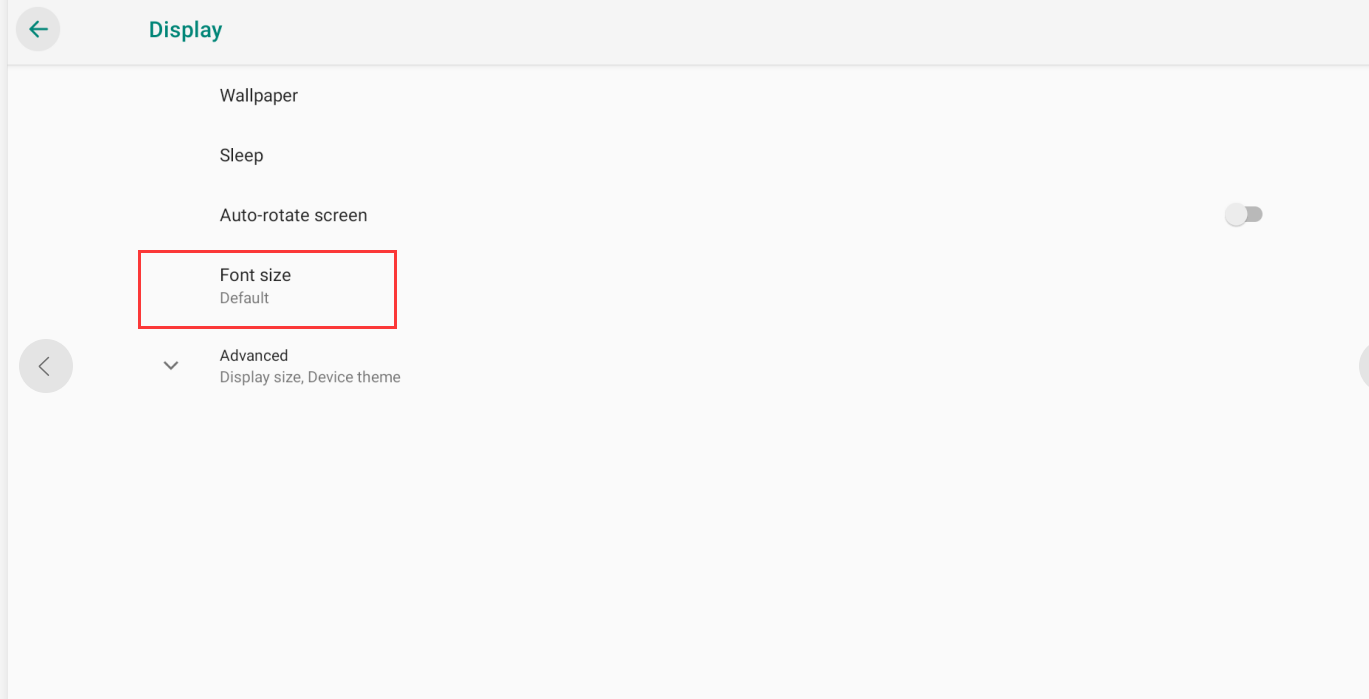 Display
Wallpaper
Sleep
Auto-rotate screen
Font size
Default
Advanced
Display size, Device theme